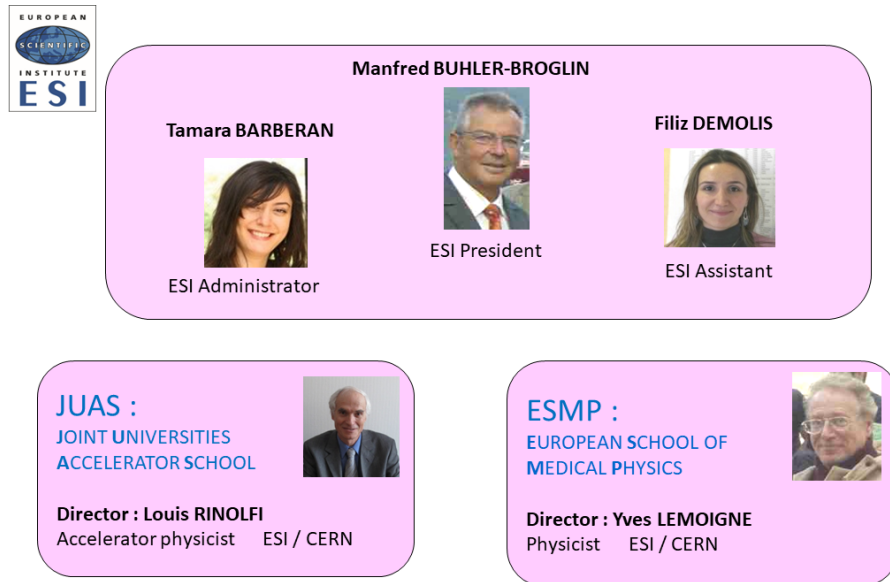 EUROPEAN
SCIENTIFIC
INSTITUTE
ESI
Manfred BUHLER-BROGLIN
Tamara BARBERAN
Filiz DEMOLIS
ESI President
ESI Administrator
ESI Assistant
JUAS :
JOINT UNIVERSITIES
ACCELERATOR SCHOOL
Director : Louis RINOLFI
Accelerator physicist ESI / CERN
ESMP :
EUROPEAN SCHOOL OF
MEDICAL PHYSICS
Director : Yves LEMOIGNE
Physicist ESI / CERN